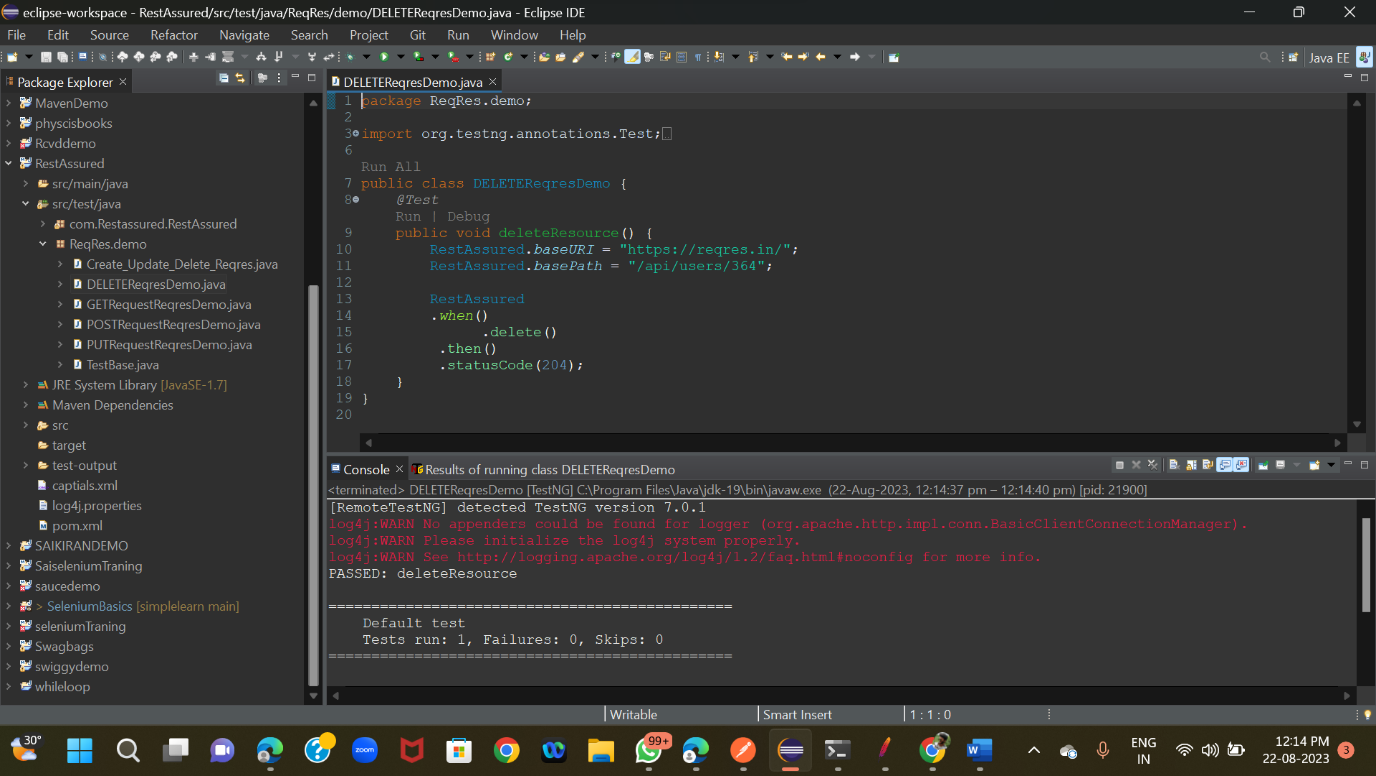 eclipse-workspace - RestAssured/src/test/java/ReqRes/demo/DELETEReqresDemo.java - Eclipse IDE
File Edit Source Refactor Navigate Search Project Git Run Window Help
Java EE
Package Explorer
MavenDemo
physcisbooks
Rcvddemo
RestAssured
src/main/java
src/test/java
com.Restassured.RestAssured
ReqRes.demo
Create_Update_Delete_Reqres.java
DELETEReqresDemo.java
GETRequestReqresDemo.java
POSTRequestReqresDemo.java
PUTRequestReqresDemo.java
TestBase.java
JRE System Library [JavaSE-1.7]
Maven Dependencies
src
target
test-output
captials.xml
log4j.properties
pom.xml
SAIKIRANDEMO
SaiseleniumTraning
saucedemo
> SeleniumBasics [simplelearn main]
seleniumTraning
Swagbags
swiggydemo
whileloop
DELETEReqresDemo.java
1 package ReqRes.demo;
2
3 import org.testng.annotations.Test;
6
Run All
7 public class DELETEReqresDemo {
8 @Test
Run | Debug
9 public void deleteResource() {
10 RestAssured.baseURI = "https://reqres.in/";
11 RestAssured.basePath = "/api/users/364";
12
13 RestAssured
14 .when()
15 .delete()
16 .then()
17 .statusCode(204);
18 }
19 }
20
Console Results of running class DELETEReqresDemo
<terminated> DELETEReqresDemo [TestNG] C:\Program Files\Java\jdk-19\bin\javaw.exe (22-Aug-2023, 12:14:37 pm – 12:14:40 pm) [pid: 21900]
[RemoteTestNG] detected TestNG version 7.0.1
log4j:WARN No appenders could be found for logger (org.apache.http.impl.conn.BasicClientConnectionManager).
log4j:WARN Please initialize the log4j system properly.
log4j:WARN See http://logging.apache.org/log4j/1.2/faq.html#noconfig for more info.
PASSED: deleteResource
===============================================
Default test
Tests run: 1, Failures: 0, Skips: 0
===============================================
Writable Smart Insert 1 : 1 : 0
30°
zoom
99+
ENG
IN
12:14 PM
22-08-2023
3